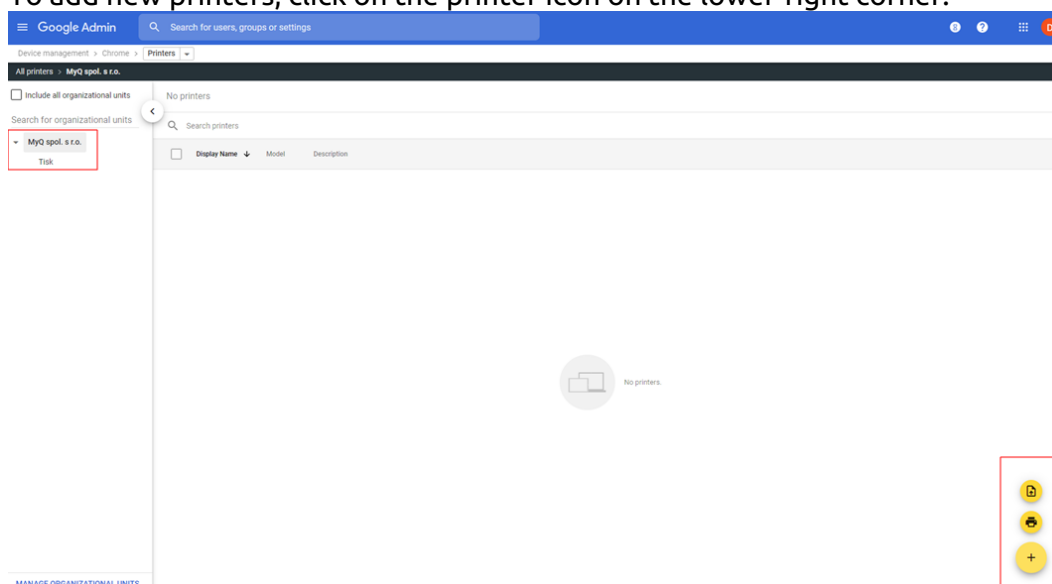 To add new printers, click on the printer icon on the lower right corner.
Google Admin Search for users, groups or settings 8 ?
Device management > Chrome > Printers
All printers > MyQ spol. s r.o.
Include all organizational units
No printers
Search for organizational units
Search printers
MyQ spol. s r.o.
Display Name Model Description
Tisk
No printers.
+
MANAGE ORGANIZATIONAL UNITS